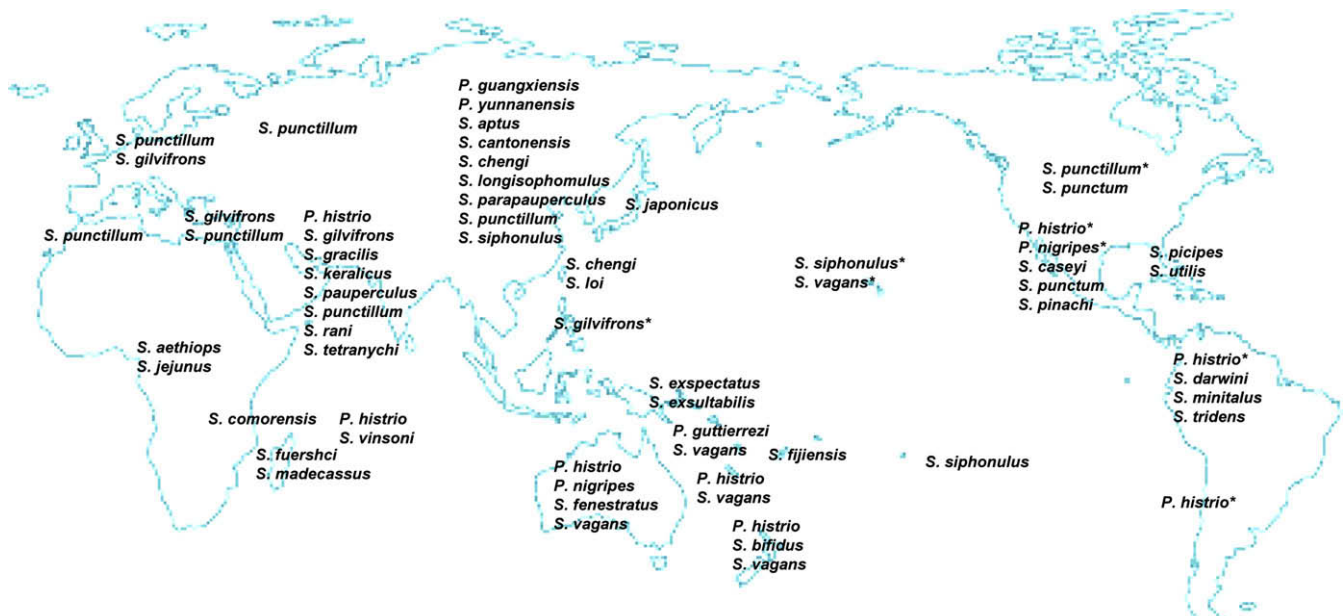 S. punctillum
S. gilvifrons
S. punctillum
P. guangxiensis
P. yunnanensis
S. aptus
S. cantonensis
S. chengi
S. longisophomulus
S. parapauperculus
S. punctillum
S. siphonulus
S. japonicus
S. punctillum*
S. punctum
S. punctillum
S. gilvifrons
S. punctillum
P. histrio
S. gilvifrons
S. gracilis
S. keralicus
S. pauperculus
S. punctillum
S. rani
S. tetranychi
S. chengi
S. loi
S. gilvifrons*
S. siphonulus*
S. vagans*
P. histrio*
P. nigripes*
S. caseyi
S. punctum
S. pinachi
S. picipes
S. utilis
S. aethiops
S. jejunus
S. comorensis
P. histrio
S. vinsoni
S. fuershci
S. madecassus
S. exspectatus
S. exsultabilis
P. guttierrezi
S. vagans
S. fijiensis
S. siphonulus
P. histrio
P. nigripes
S. fenestratus
S. vagans
P. histrio
S. vagans
P. histrio
S. bifidus
S. vagans
P. histrio*
S. darwini
S. minitalus
S. tridens
P. histrio*